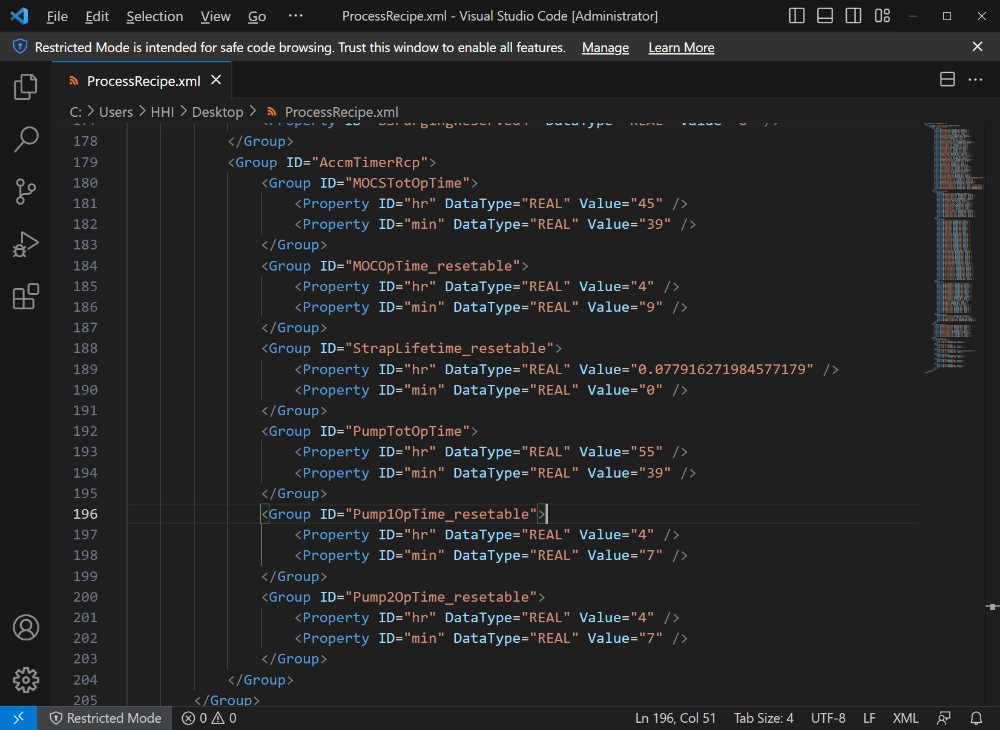 File Edit Selection View Go ··· ProcessRecipe.xml - Visual Studio Code [Administrator]
Restricted Mode is intended for safe code browsing. Trust this window to enable all features. Manage Learn More
ProcessRecipe.xml
C: > Users > HHI > Desktop > ProcessRecipe.xml
178 </Group>
179 <Group ID="AccmTimerRcp">
180 <Group ID="MOCSTotOpTime">
181 <Property ID="hr" DataType="REAL" Value="45" />
182 <Property ID="min" DataType="REAL" Value="39" />
183 </Group>
184 <Group ID="MOCOpTime_resetable">
185 <Property ID="hr" DataType="REAL" Value="4" />
186 <Property ID="min" DataType="REAL" Value="9" />
187 </Group>
188 <Group ID="StrapLifetime_resetable">
189 <Property ID="hr" DataType="REAL" Value="0.077916271984577179" />
190 <Property ID="min" DataType="REAL" Value="0" />
191 </Group>
192 <Group ID="PumpTotOpTime">
193 <Property ID="hr" DataType="REAL" Value="55" />
194 <Property ID="min" DataType="REAL" Value="39" />
195 </Group>
196 <Group ID="Pump1OpTime_resetable">
197 <Property ID="hr" DataType="REAL" Value="4" />
198 <Property ID="min" DataType="REAL" Value="7" />
199 </Group>
200 <Group ID="Pump2OpTime_resetable">
201 <Property ID="hr" DataType="REAL" Value="4" />
202 <Property ID="min" DataType="REAL" Value="7" />
203 </Group>
204 </Group>
205 </Group>
Restricted Mode 0 0 Ln 196, Col 51 Tab Size: 4 UTF-8 LF XML